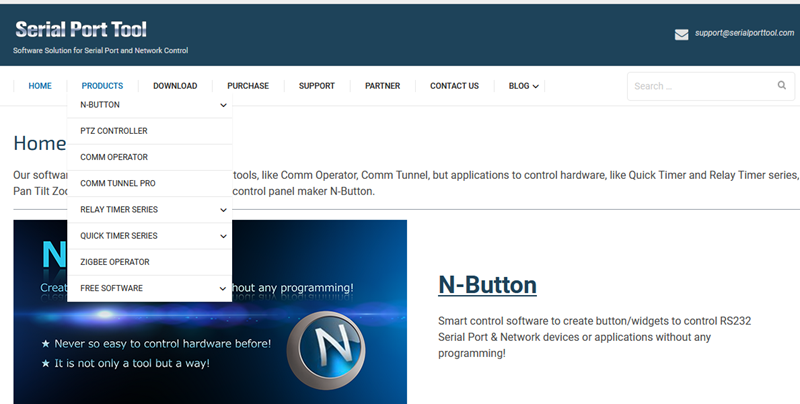 Serial Port Tool
Software Solution for Serial Port and Network Control
support@serialporttool.com
HOME PRODUCTS DOWNLOAD PURCHASE SUPPORT PARTNER CONTACT US BLOG
Search ...
N-BUTTON
PTZ CONTROLLER
COMM OPERATOR
COMM TUNNEL PRO
RELAY TIMER SERIES
QUICK TIMER SERIES
ZIGBEE OPERATOR
FREE SOFTWARE
Home
Our softwa tools, like Comm Operator, Comm Tunnel, but applications to control hardware, like Quick Timer and Relay Timer series,
Pan Tilt Zoo control panel maker N-Button.
N
Creat hout any programming!
★ Never so easy to control hardware before!
★ It is not only a tool but a way!
N
N-Button
Smart control software to create button/widgets to control RS232
Serial Port & Network devices or applications without any
programming!